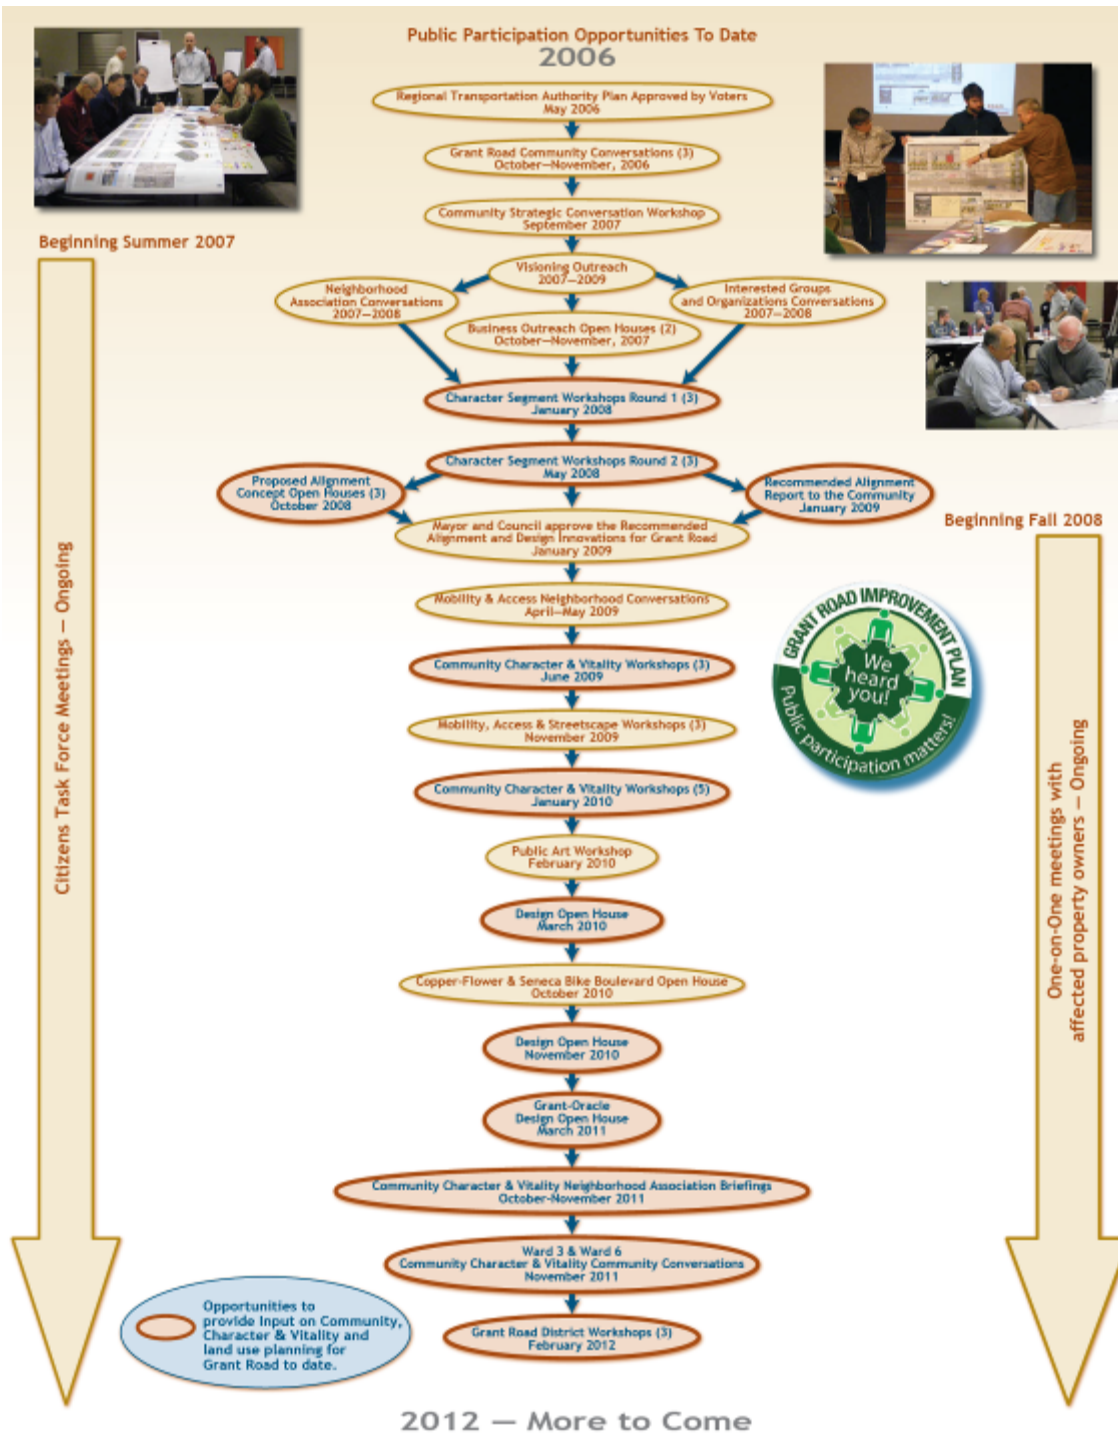 Public Participation Opportunities To Date
2006
Regional Transportation Authority Plan Approved by Voters
May 2006
Grant Road Community Conversations (3)
October—November, 2006
Community Strategic Conversation Workshop
September 2007
Beginning Summer 2007
Visioning Outreach
2007—2009
Neighborhood
Association Conversations
2007—2008
Interested Groups
and Organizations Conversations
2007—2008
Business Outreach Open Houses (2)
October—November, 2007
Character Segment Workshops Round 1 (3)
January 2008
Character Segment Workshops Round 2 (3)
May 2008
Proposed Alignment
Concept Open Houses (3)
October 2008
Recommended Alignment
Report to the Community
January 2009
Beginning Fall 2008
Mayor and Council approve the Recommended
Alignment and Design Innovations for Grant Road
January 2009
Mobility & Access Neighborhood Conversations
April—May 2009
GRANT ROAD IMPROVEMENT PLAN
We
heard
you!
Public participation matters!
Community Character & Vitality Workshops (3)
June 2009
Mobility, Access & Streetscape Workshops (3)
November 2009
Community Character & Vitality Workshops (5)
January 2010
Citizens Task Force Meetings — Ongoing
One-on-One meetings with
affected property owners — Ongoing
Public Art Workshop
February 2010
Design Open House
March 2010
Copper-Flower & Seneca Bike Boulevard Open House
October 2010
Design Open House
November 2010
Grant-Oracle
Design Open House
March 2011
Community Character & Vitality Neighborhood Association Briefings
October-November 2011
Ward 3 & Ward 6
Community Character & Vitality Community Conversations
November 2011
Grant Road District Workshops (3)
February 2012
Opportunities to
provide Input on Community,
Character & Vitality and
land use planning for
Grant Road to date.
2012 — More to Come